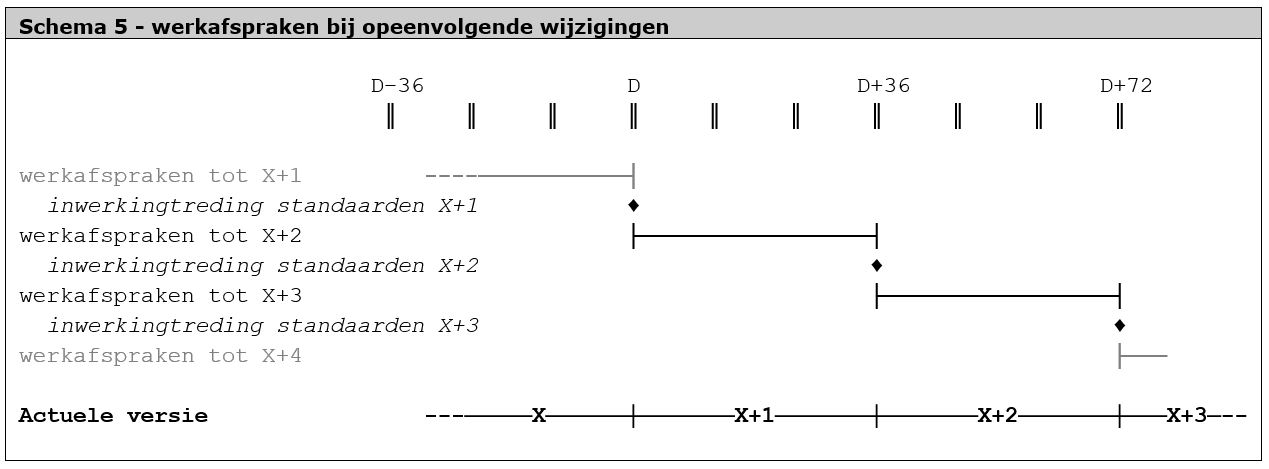 Schema 5 - werkafspraken bij opeenvolgende wijzigingen
D-36 D D+36 D+72
werkafspraken tot X+1
inwerkingtreding standaarden X+1
werkafspraken tot X+2
inwerkingtreding standaarden X+2
werkafspraken tot X+3
inwerkingtreding standaarden X+3
werkafspraken tot X+4
Actuele versie X X+1 X+2 X+3